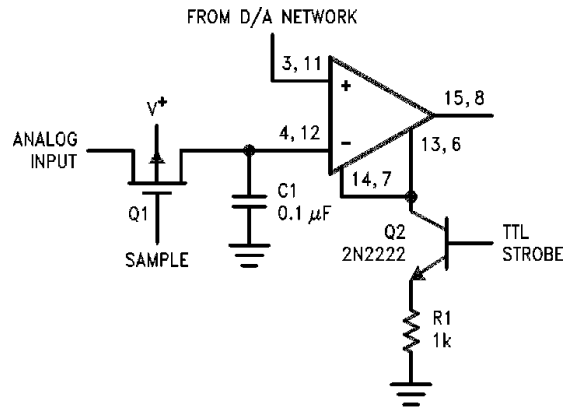 FROM D/A NETWORK
3, 11
+
15, 8
V+
ANALOG
INPUT
4, 12
−
13, 6
14, 7
C1
0.1 μF
Q1
Q2
2N2222
TTL
STROBE
SAMPLE
R1
1k